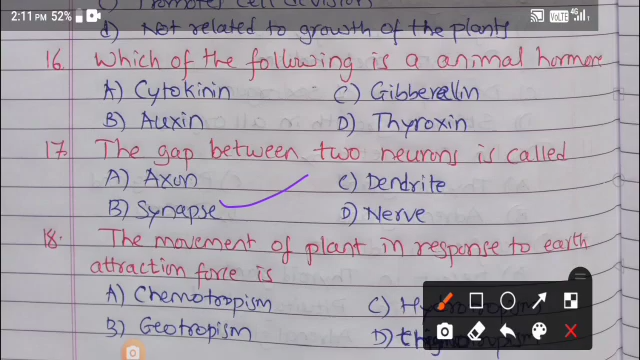 2:11 PM 52%
VoLTE 4G
d) Not related to growth of the plants
16. Which of the following is a animal hormone
A) Cytokinin C) Gibberellin
B) Auxin D) Thyroxin
17. The gap between two neurons is called
A) Axon C) Dendrite
B) Synapse D) Nerve
18. The movement of plant in response to earth
attraction force is
A) Chemotropism C)
B) Geotropism D)